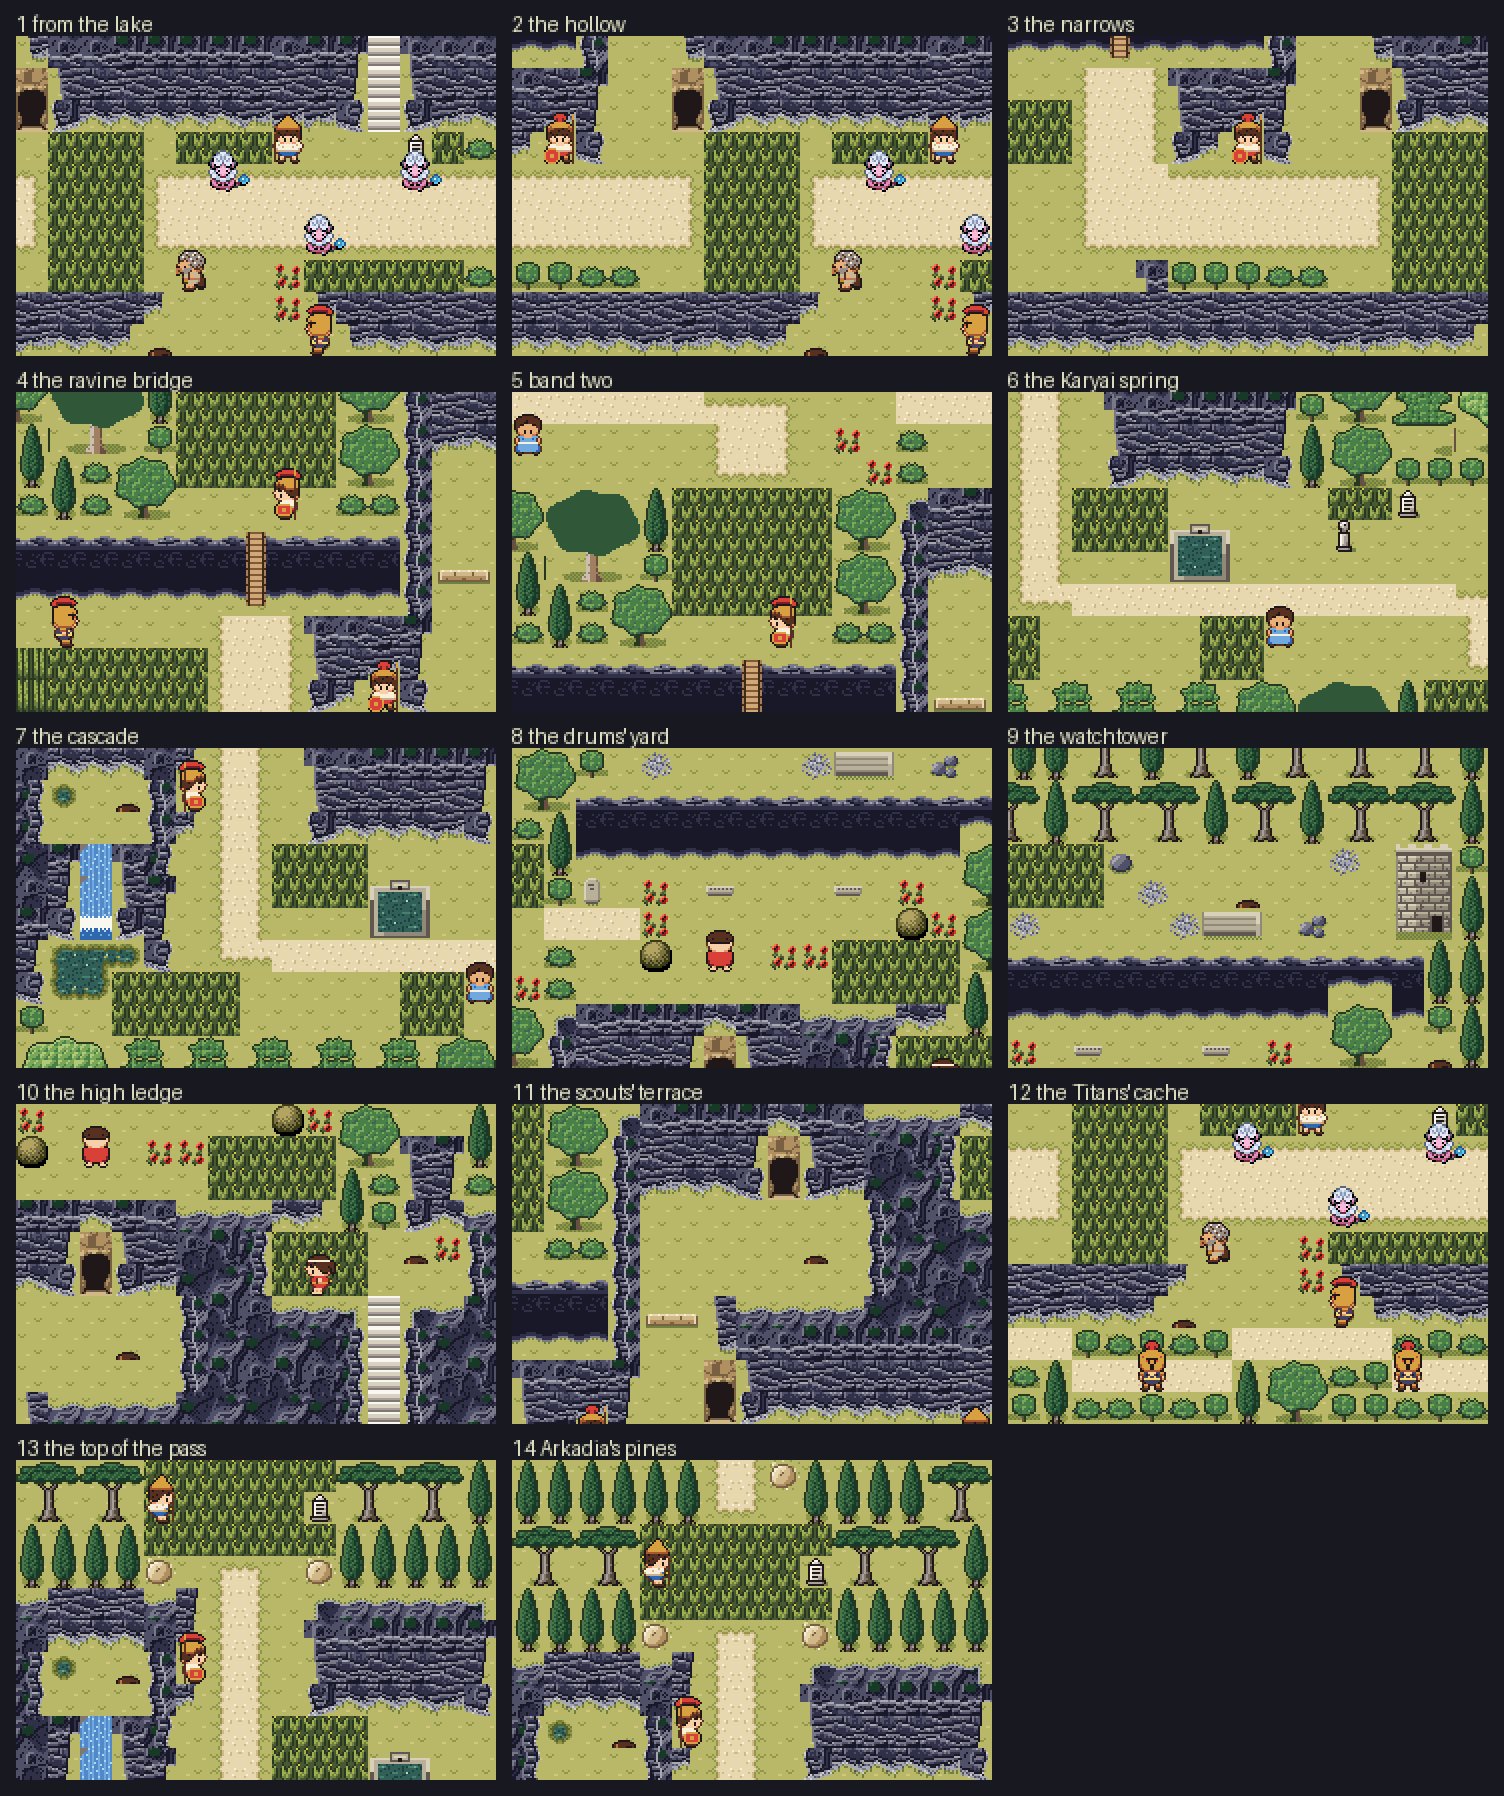 1 from the lake
2 the hollow
3 the narrows
4 the ravine bridge
5 band two
6 the Karyai spring
7 the cascade
8 the drums' yard
9 the watchtower
10 the high ledge
11 the scouts' terrace
12 the Titans' cache
13 the top of the pass
14 Arkadia's pines